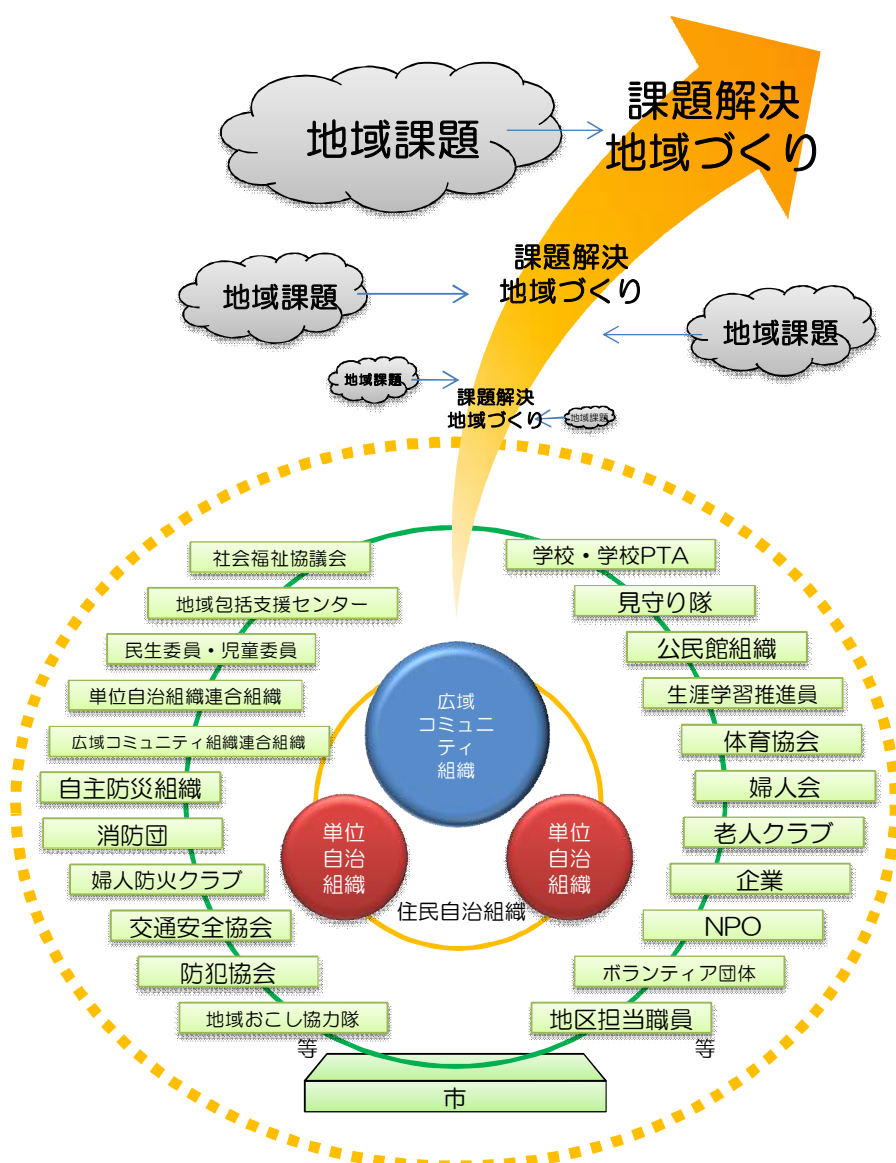 地域課題
課題解決
地域づくり
地域課題
課題解決
地域づくり
地域課題
地域課題
課題解決
地域づくり
地域課題
社会福祉協議会
地域包括支援センター
民生委員・児童委員
単位自治組織連合組織
広域コミュニティ組織連合組織
自主防災組織
消防団
婦人防火クラブ
交通安全協会
防犯協会
地域おこし協力隊
等
広域
コミュニ
ティ
組織
単位
自治
組織
単位
自治
組織
住民自治組織
学校・学校PTA
見守り隊
公民館組織
生涯学習推進員
体育協会
婦人会
老人クラブ
企業
NPO
ボランティア団体
地区担当職員
等
市